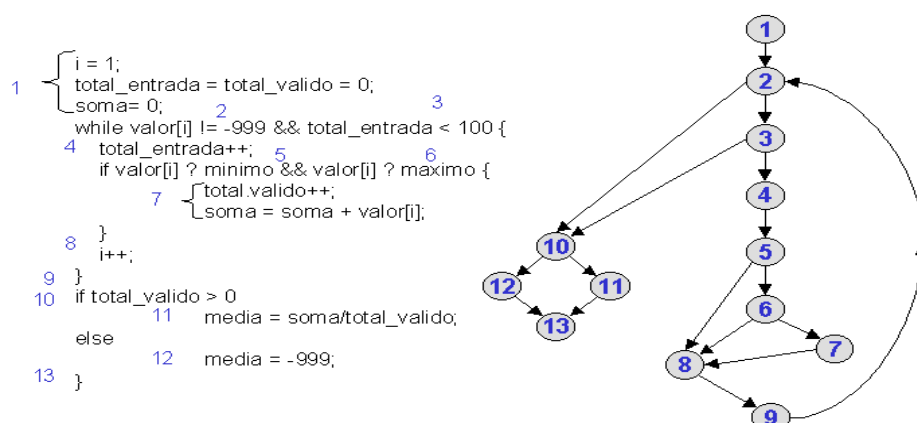 1
i = 1;
total_entrada = total_valido = 0;
soma= 0;
2
3
while valor[i] != -999 && total_entrada < 100 {
4
total_entrada++;
5
6
if valor[i] ? minimo && valor[i] ? maximo {
7
total.valido++;
soma = soma + valor[i];
}
8
i++;
9
}
10
if total_valido > 0
11
media = soma/total_valido;
else
12
media = -999;
13
}
1
2
3
4
5
6
7
8
9
10
12
11
13